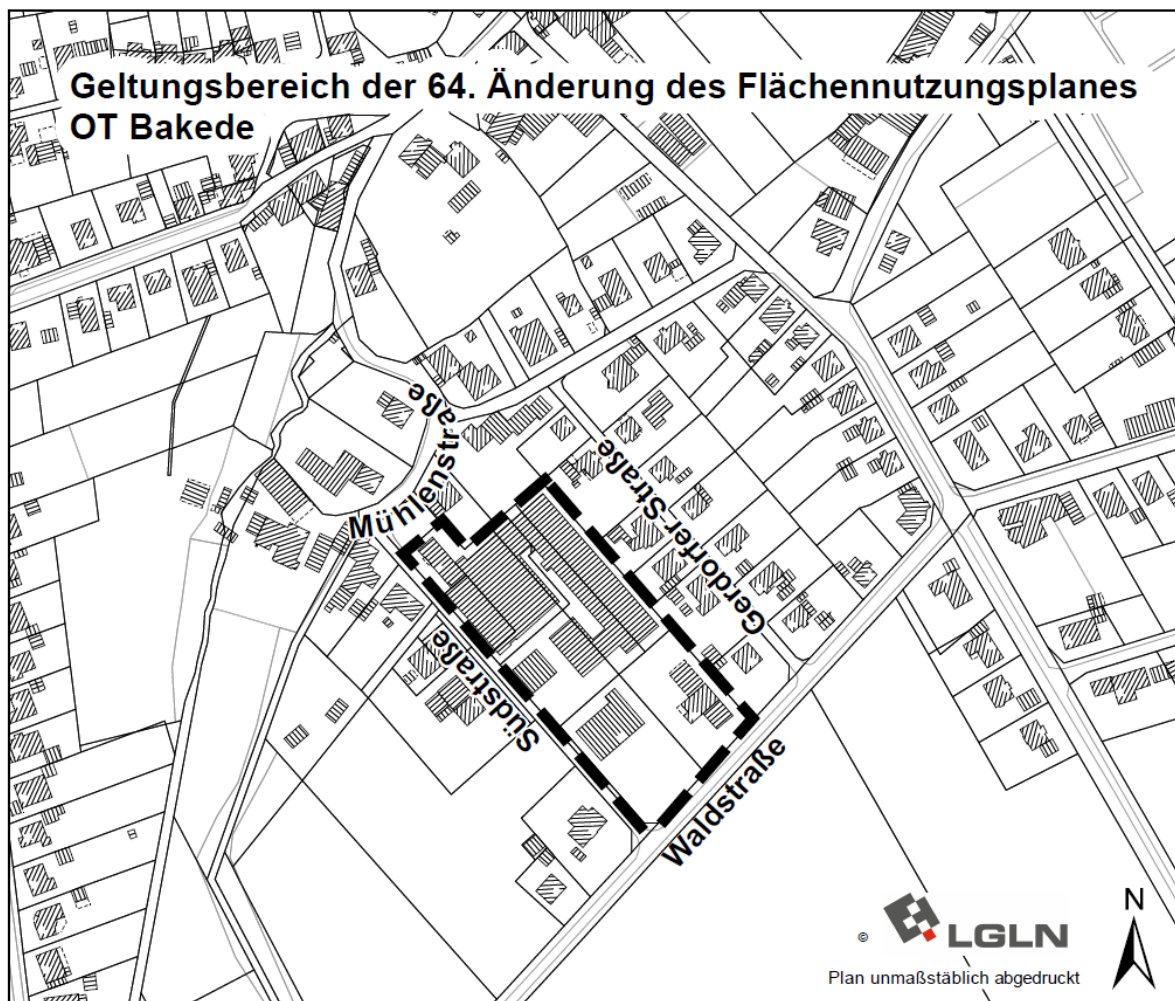 Geltungsbereich der 64. Änderung des Flächennutzungsplanes
OT Bakede
Mühlenstraße
Gerdorfer Straße
Südstraße
Waldstraße
N
© LGLN
Plan unmaßstäblich abgedruckt